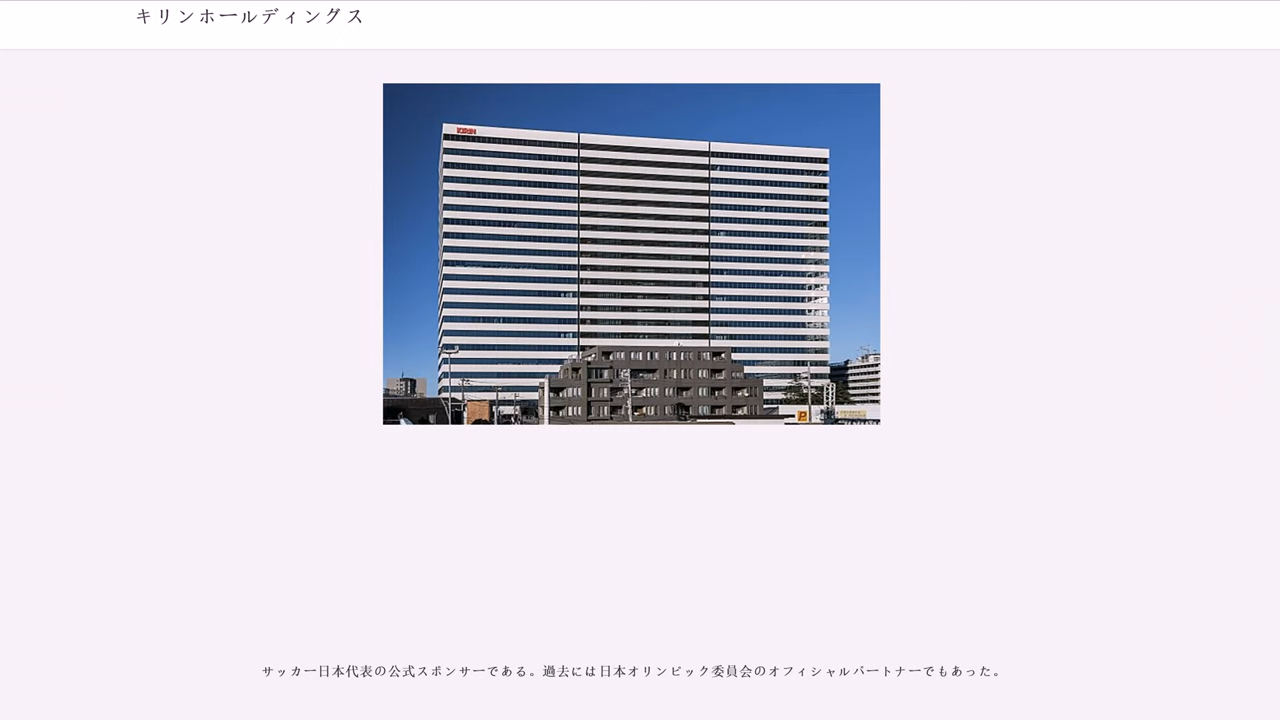 キリンホールディングス
KIRIN
P
サッカー日本代表の公式スポンサーである。過去には日本オリンピック委員会のオフィシャルパートナーでもあった。